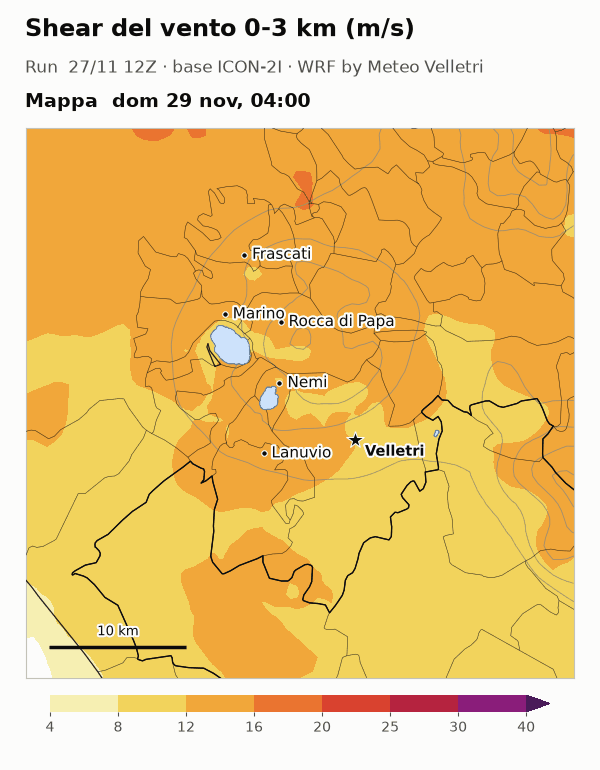 Shear del vento 0-3 km (m/s)
Run  27/11 12Z · base ICON-2I · WRF by Meteo Velletri
Mappa  dom 29 nov, 04:00
Frascati
Marino
Rocca di Papa
Nemi
Velletri
Lanuvio
10 km
4 8 12 16 20 25 30 40